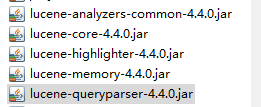 lucene-analyzers-common-4.4.0.jar
lucene-core-4.4.0.jar
lucene-highlighter-4.4.0.jar
lucene-memory-4.4.0.jar
lucene-queryparser-4.4.0.jar